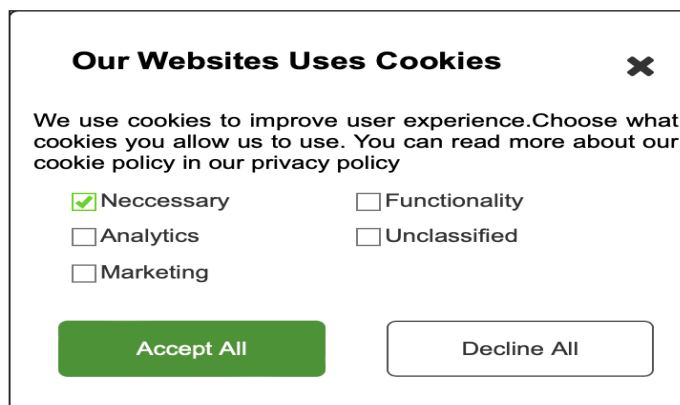 Our Websites Uses Cookies
We use cookies to improve user experience.Choose what
cookies you allow us to use. You can read more about our
cookie policy in our privacy policy
Neccessary
Functionality
Analytics
Unclassified
Marketing
Accept All
Decline All